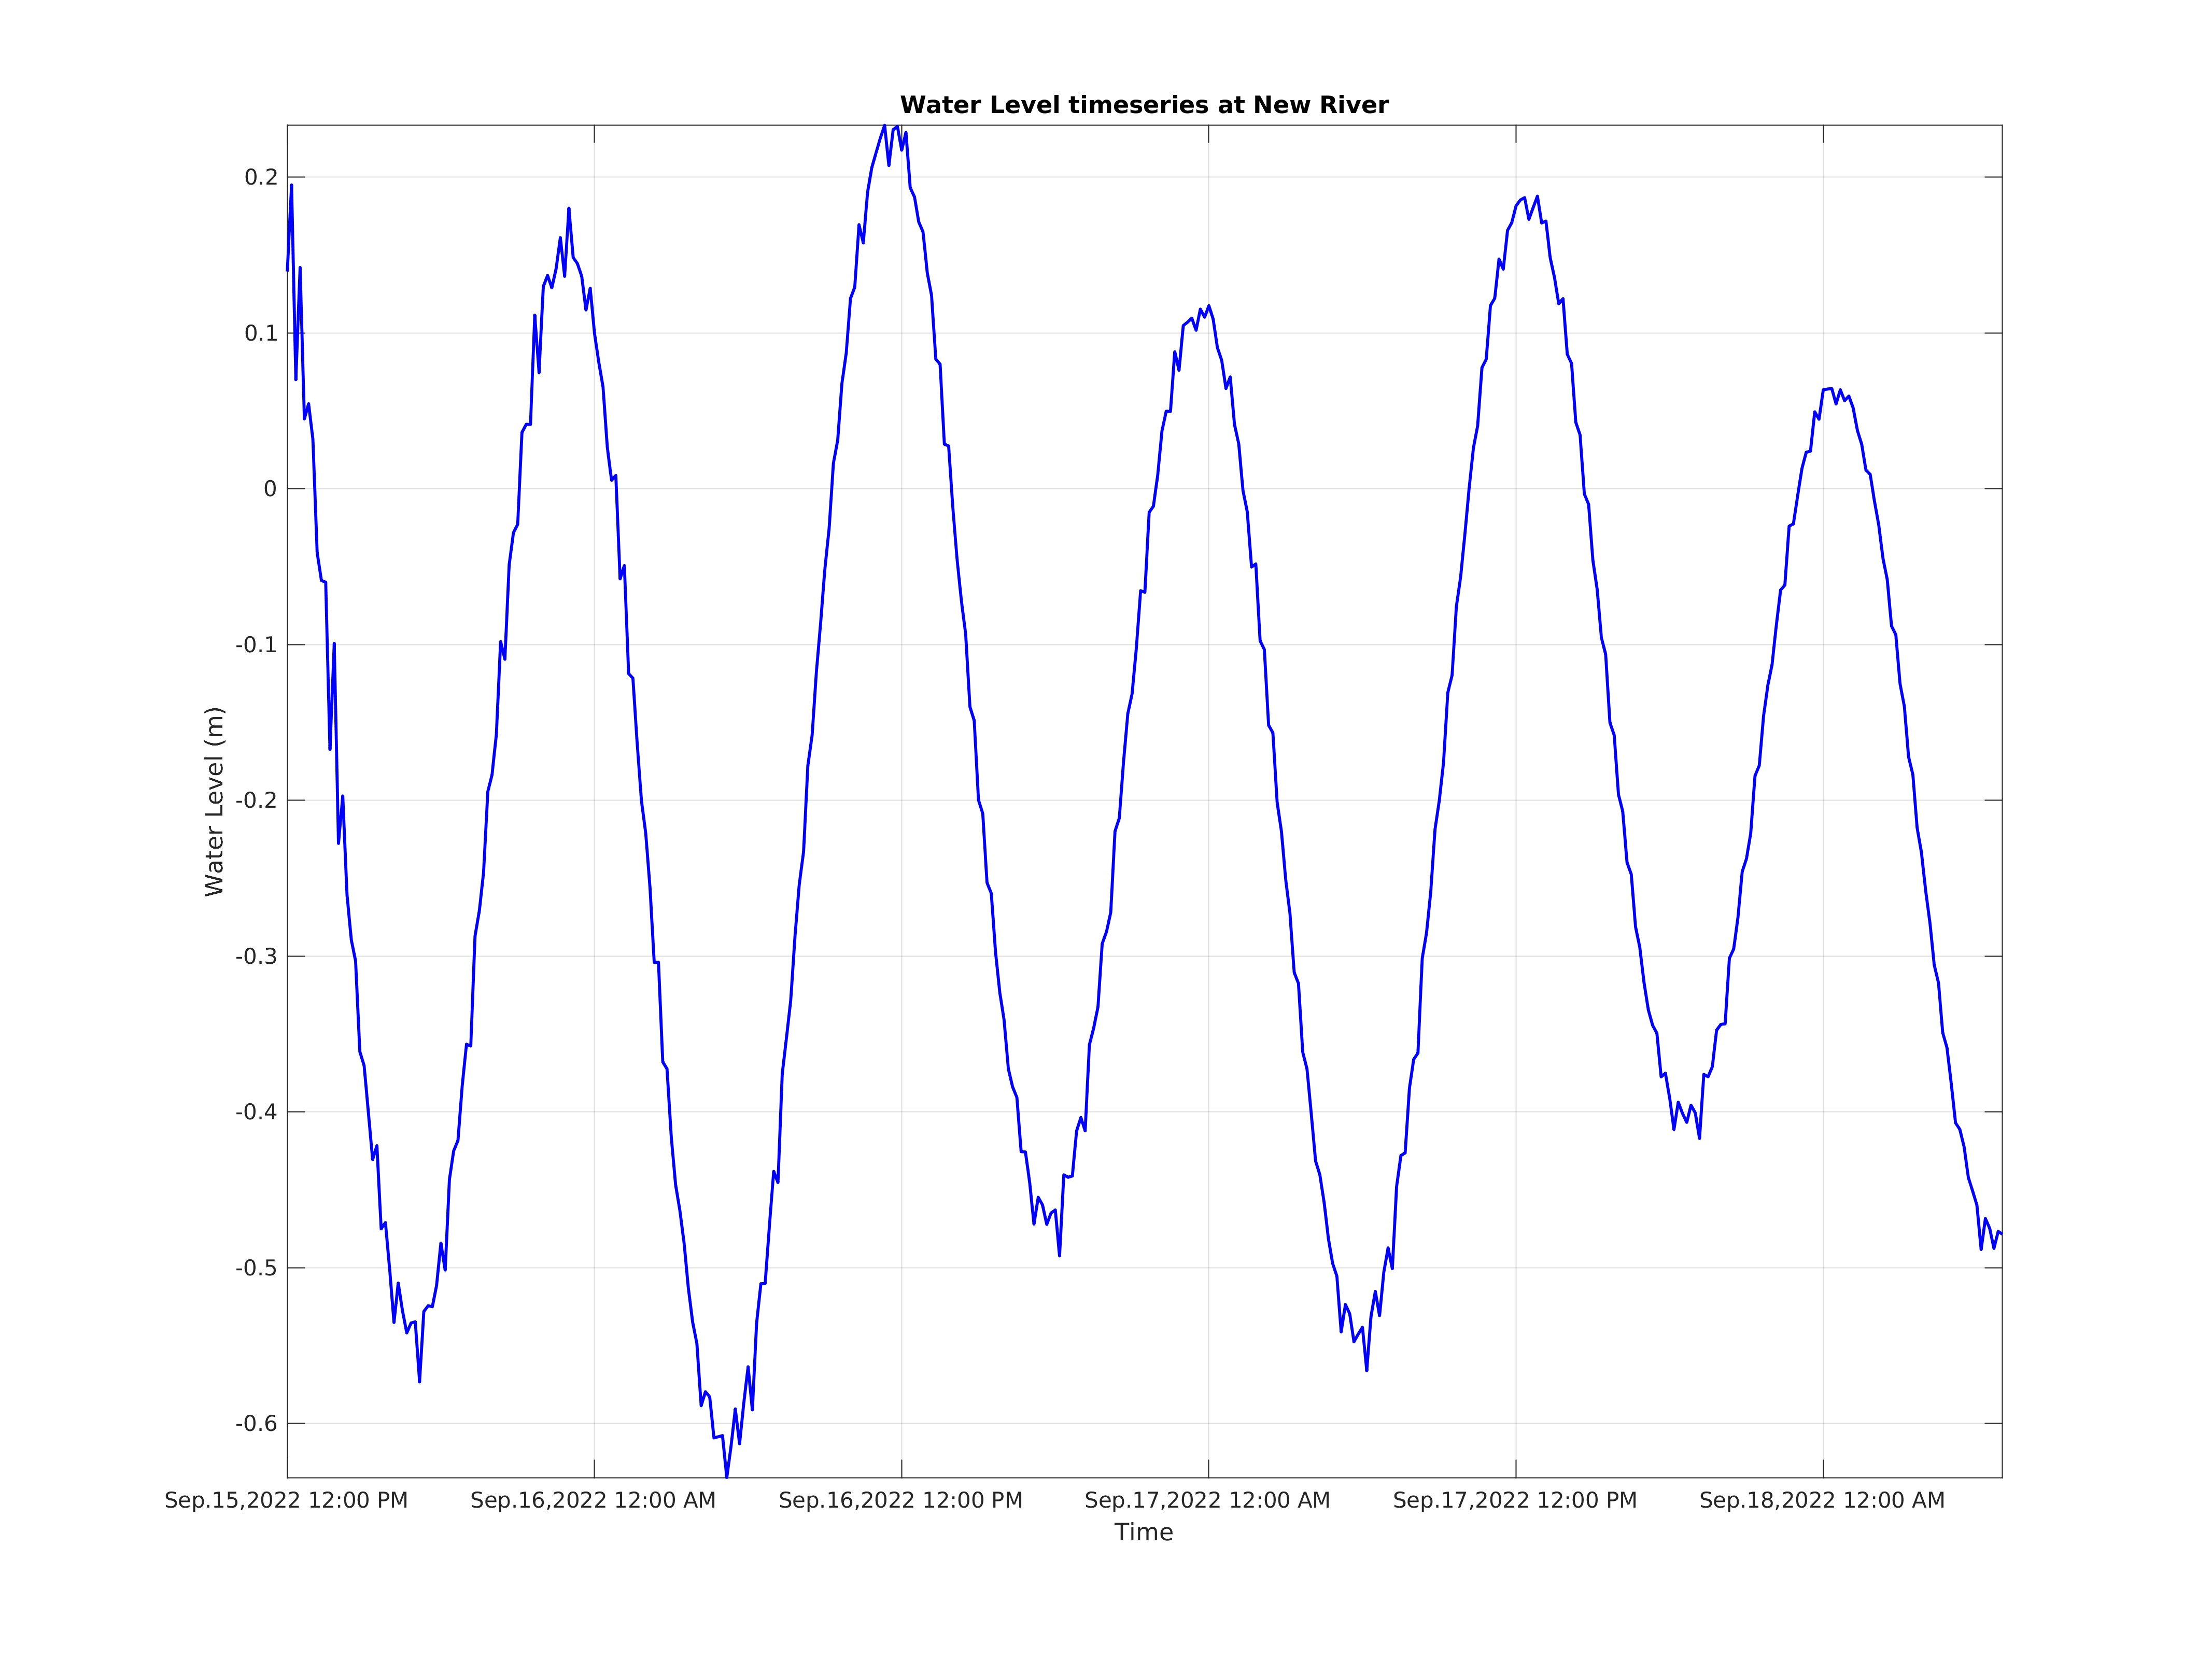 Water Level timeseries at New River
0.2
0.1
0
-0.1
-0.2
-0.3
-0.4
-0.5
-0.6
Water Level (m)
Sep.15,2022 12:00 PM
Sep.16,2022 12:00 AM
Sep.16,2022 12:00 PM
Sep.17,2022 12:00 AM
Sep.17,2022 12:00 PM
Sep.18,2022 12:00 AM
Time